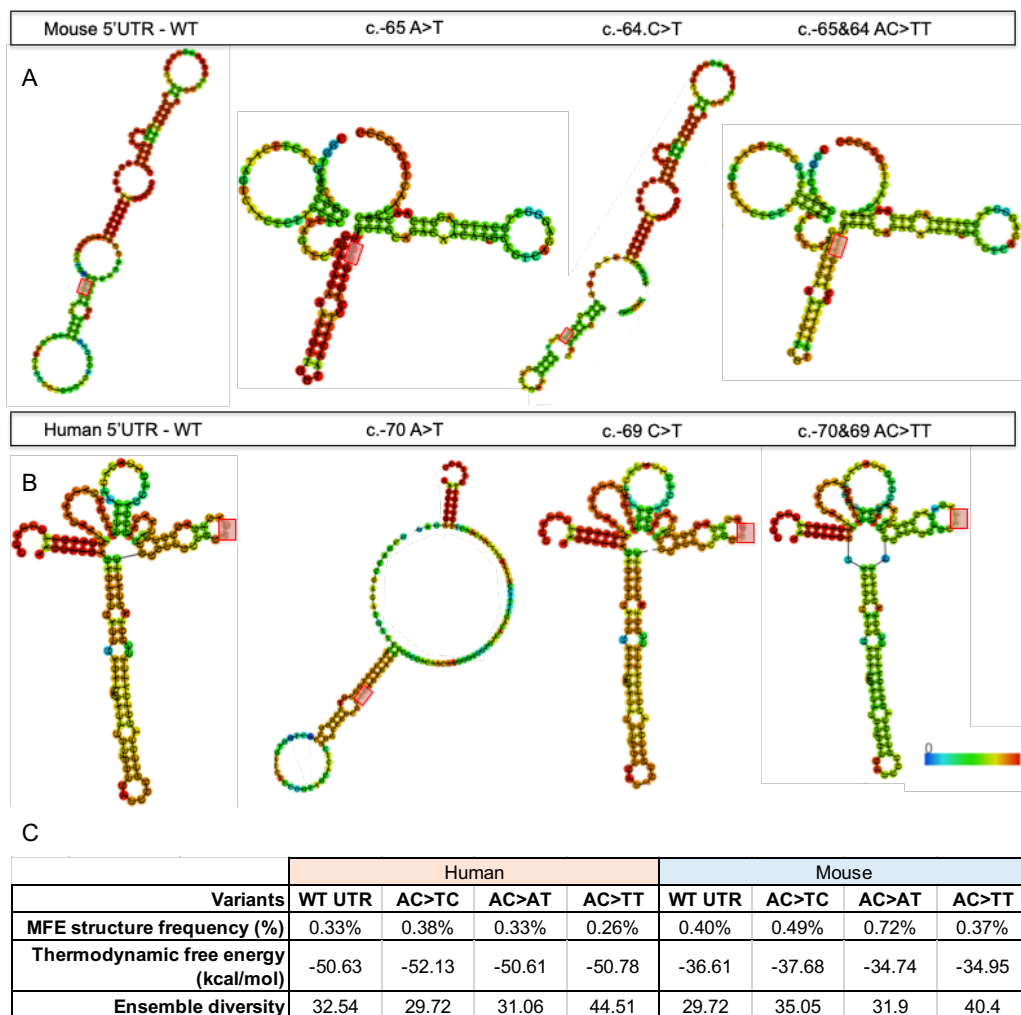 Mouse 5'UTR - WT c.-65 A>T c.-64.C>T c.-65&64 AC>TT
A
Human 5'UTR - WT c.-70 A>T c.-69 C>T c.-70&69 AC>TT
B
0
C
Human Mouse
Variants WT UTR AC>TC AC>AT AC>TT WT UTR AC>TC AC>AT AC>TT
MFE structure frequency (%) 0.33% 0.38% 0.33% 0.26% 0.40% 0.49% 0.72% 0.37%
Thermodynamic free energy
(kcal/mol) -50.63 -52.13 -50.61 -50.78 -36.61 -37.68 -34.74 -34.95
Ensemble diversity 32.54 29.72 31.06 44.51 29.72 35.05 31.9 40.4